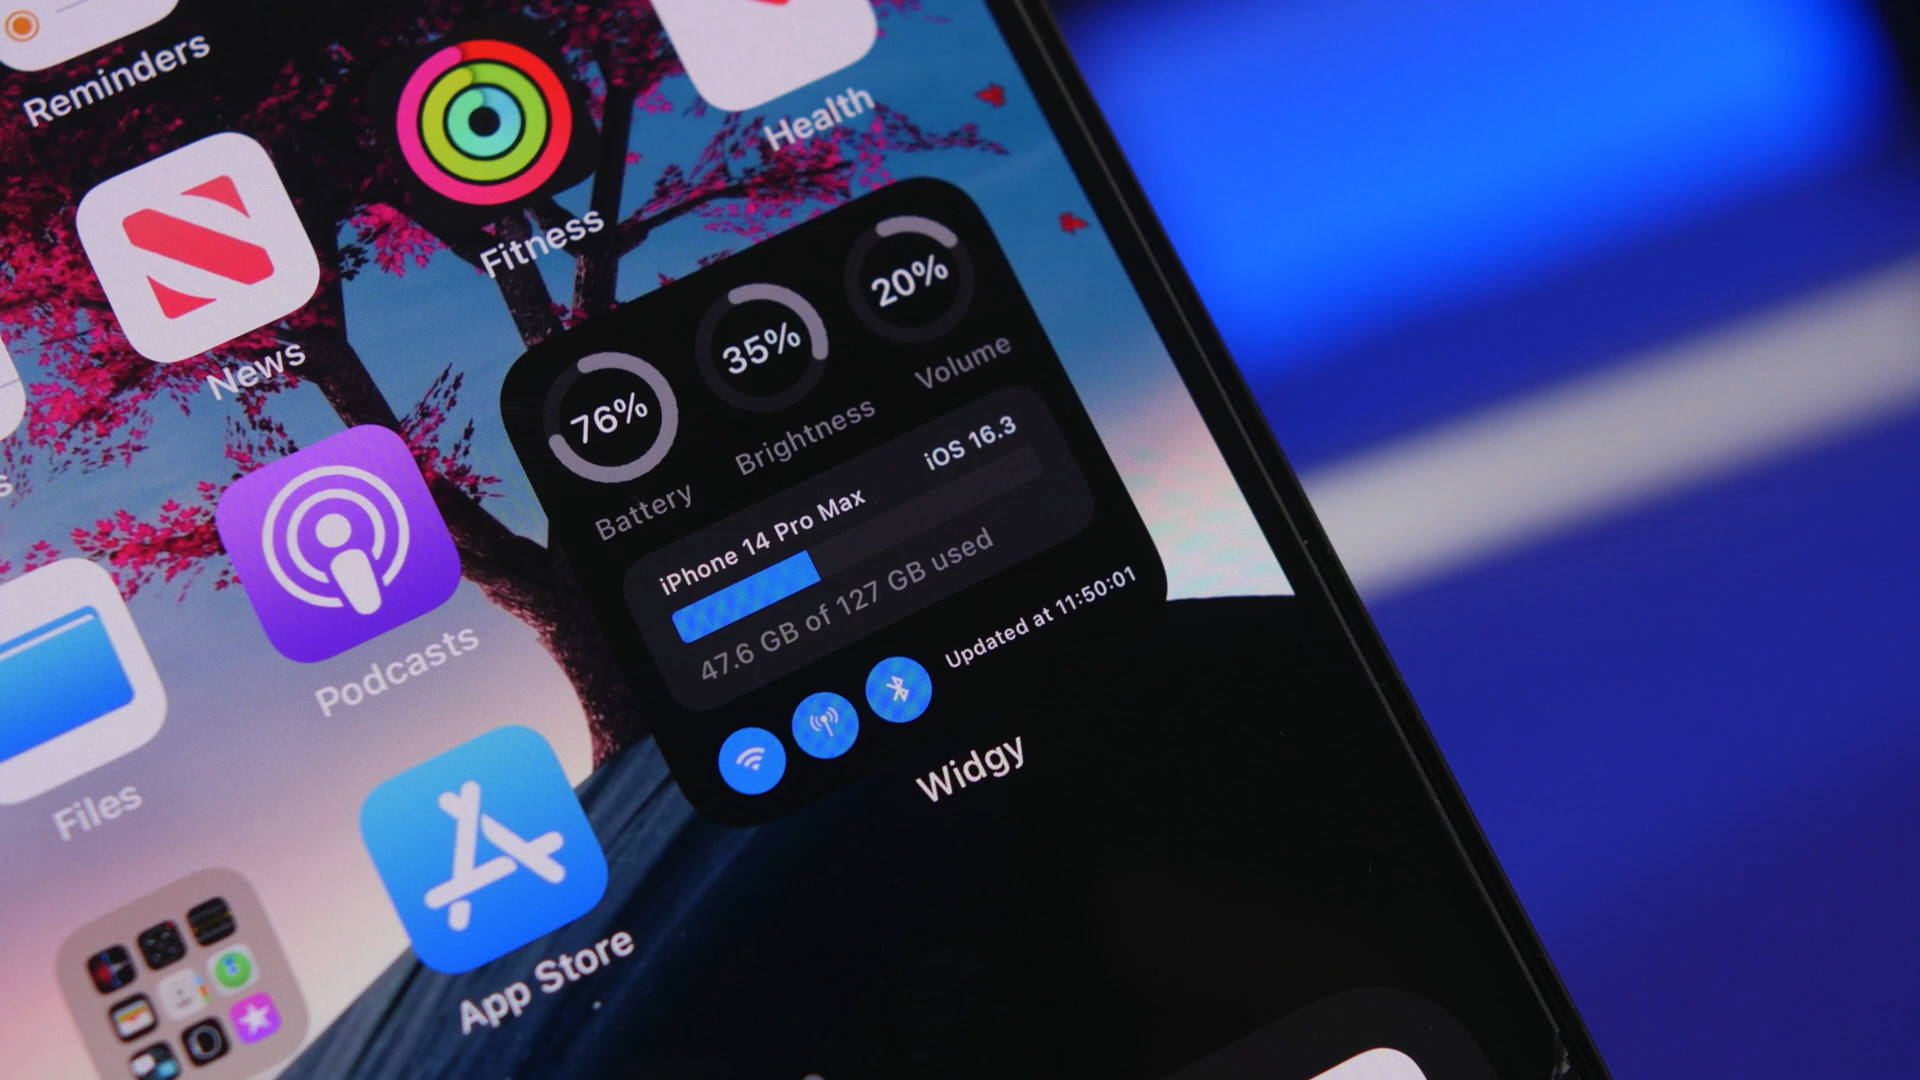 Reminders
Health
Fitness
News
20%
35%
76%
Volume
Brightness
Battery
iPhone 14 Pro Max
iOS 16.3
47.6 GB of 127 GB used
Updated at 11:50:01
Widgy
Podcasts
Files
App Store